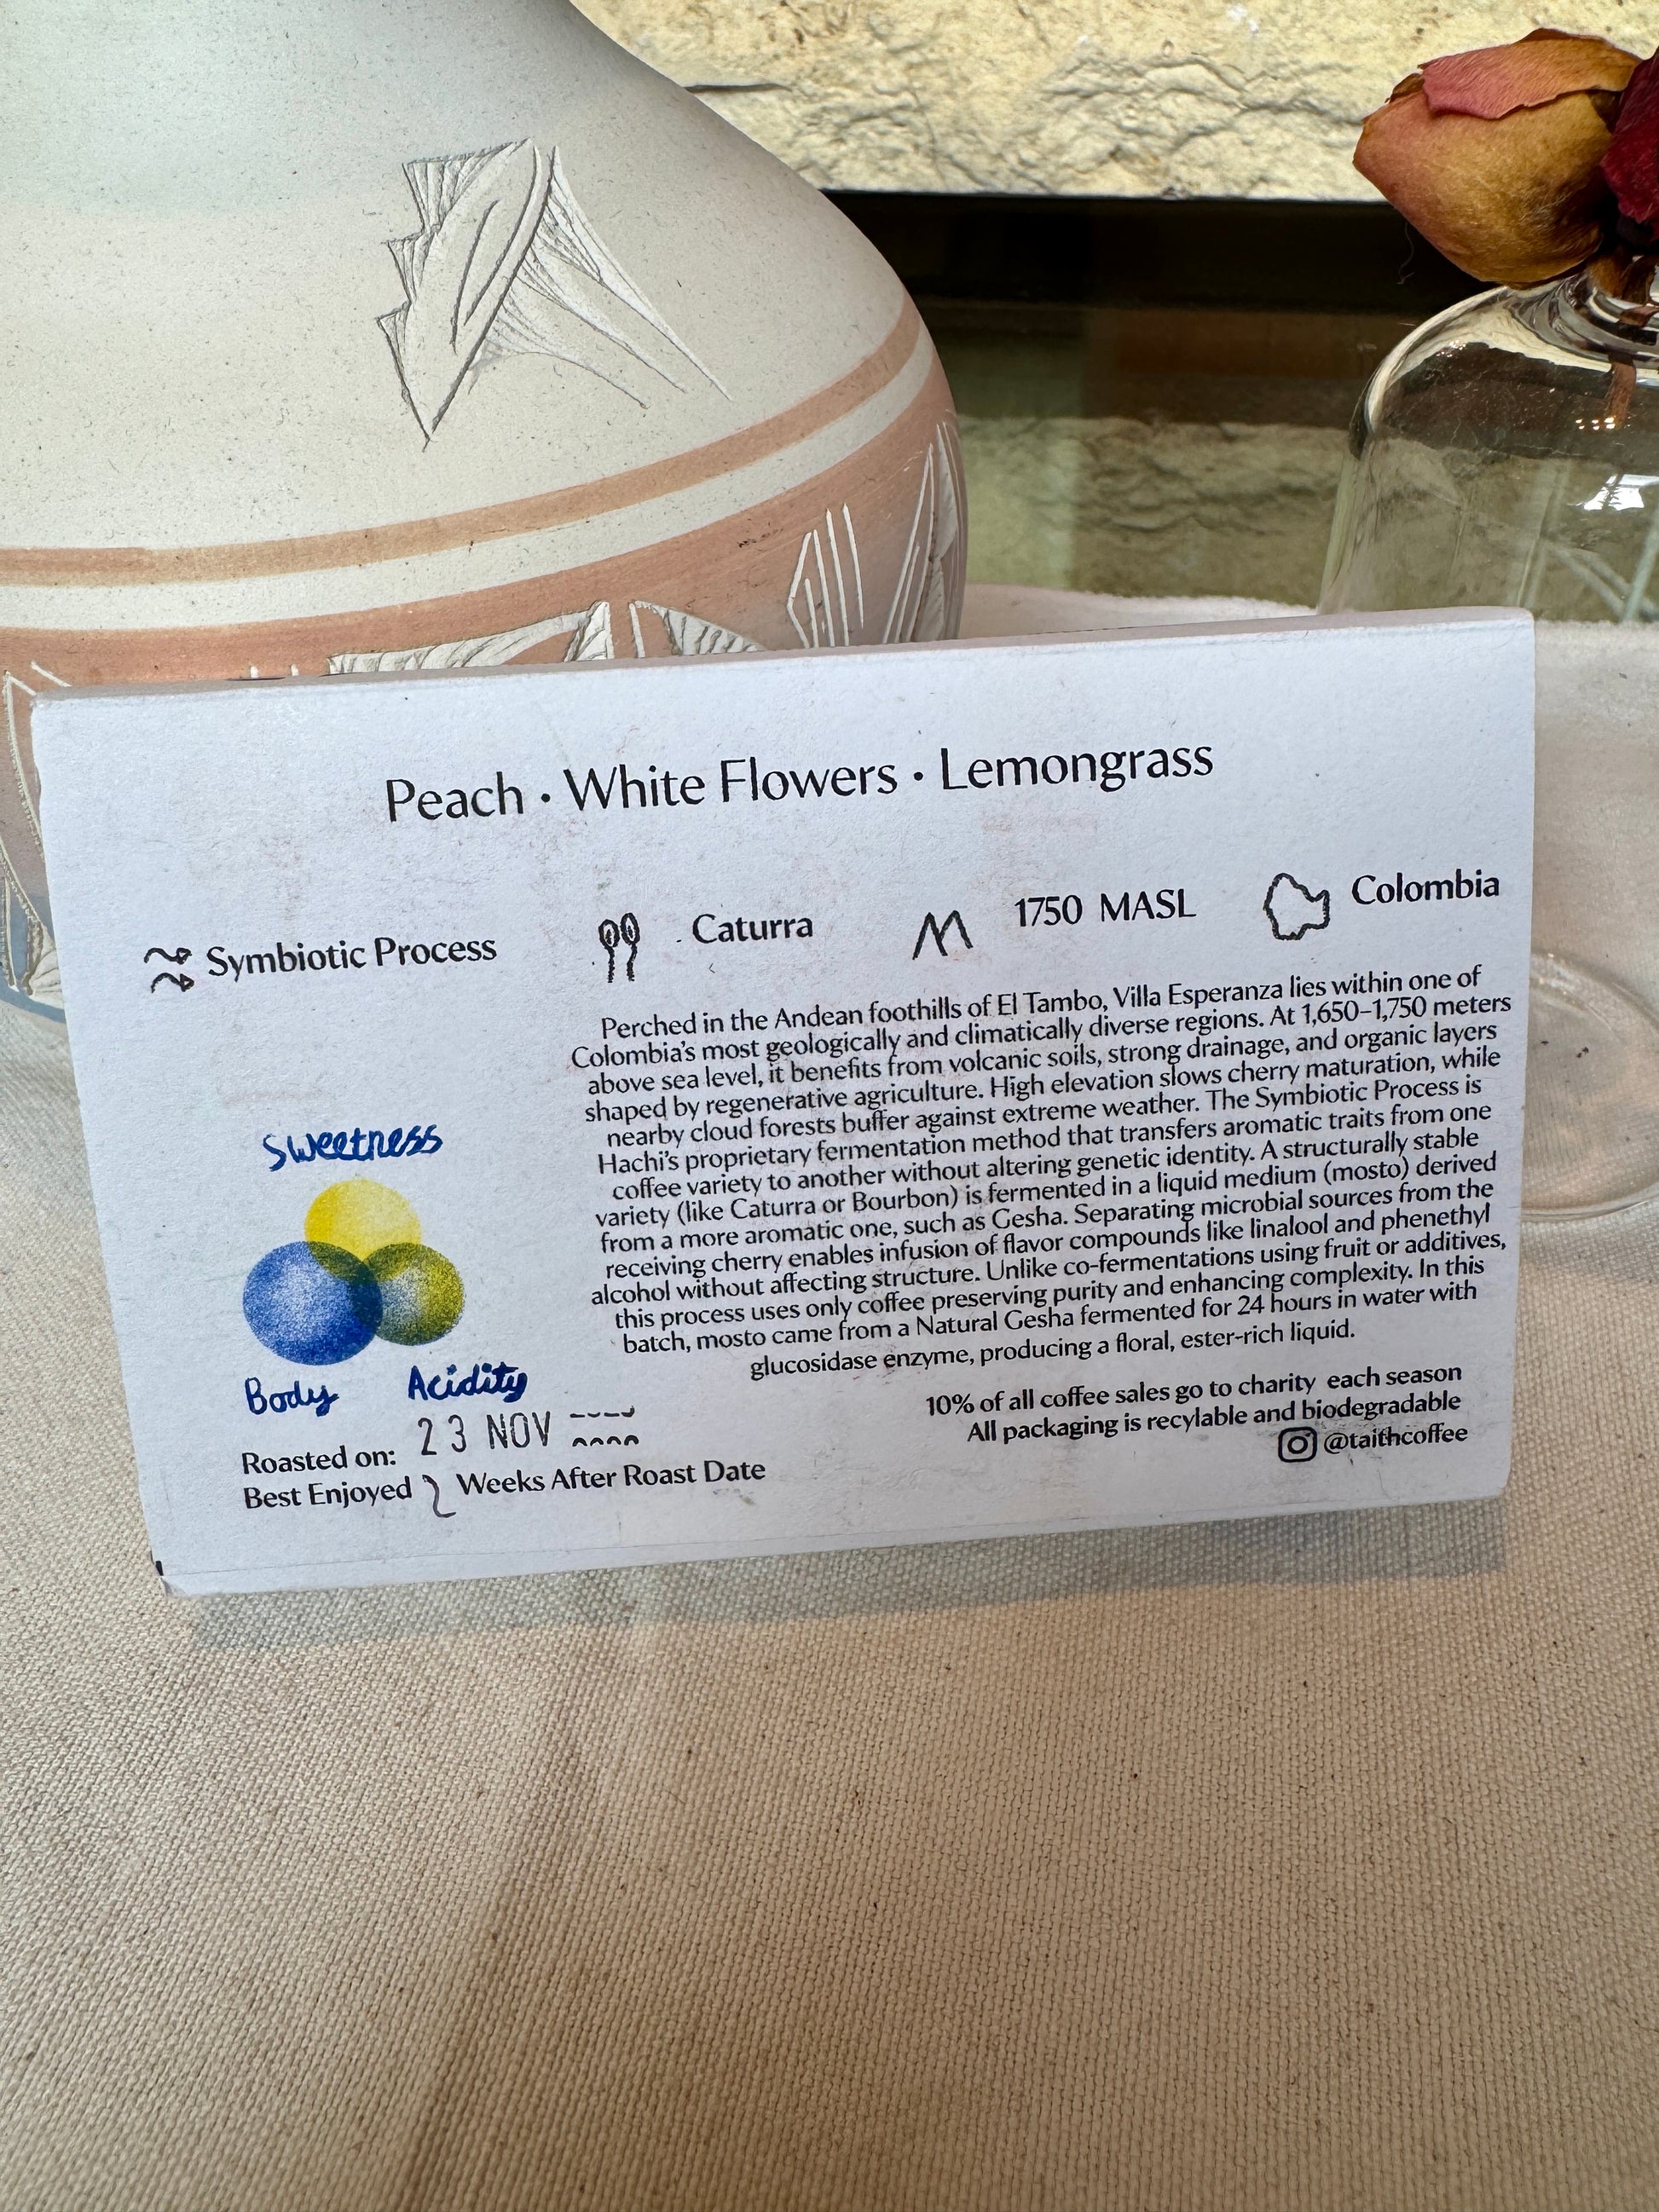 Peach · White Flowers · Lemongrass
Symbiotic Process
Caturra
1750 MASL
Colombia
Perched in the Andean foothills of El Tambo, Villa Esperanza lies within one of
Colombia's most geologically and climatically diverse regions. At 1,650–1,750 meters
above sea level, it benefits from volcanic soils, strong drainage, and organic layers
shaped by regenerative agriculture. High elevation slows cherry maturation, while
nearby cloud forests buffer against extreme weather. The Symbiotic Process is
Hachi's proprietary fermentation method that transfers aromatic traits from one
coffee variety to another without altering genetic identity. A structurally stable
variety (like Caturra or Bourbon) is fermented in a liquid medium (mosto) derived
from a more aromatic one, such as Gesha. Separating microbial sources from the
receiving cherry enables infusion of flavor compounds like linalool and phenethyl
alcohol without affecting structure. Unlike co-fermentations using fruit or additives,
this process uses only coffee preserving purity and enhancing complexity. In this
batch, mosto came from a Natural Gesha fermented for 24 hours in water with
glucosidase enzyme, producing a floral, ester-rich liquid.
Sweetness
Body
Acidity
Roasted on: 23 NOV
Best Enjoyed 2 Weeks After Roast Date
10% of all coffee sales go to charity each season
All packaging is recylable and biodegradable
@taithcoffee